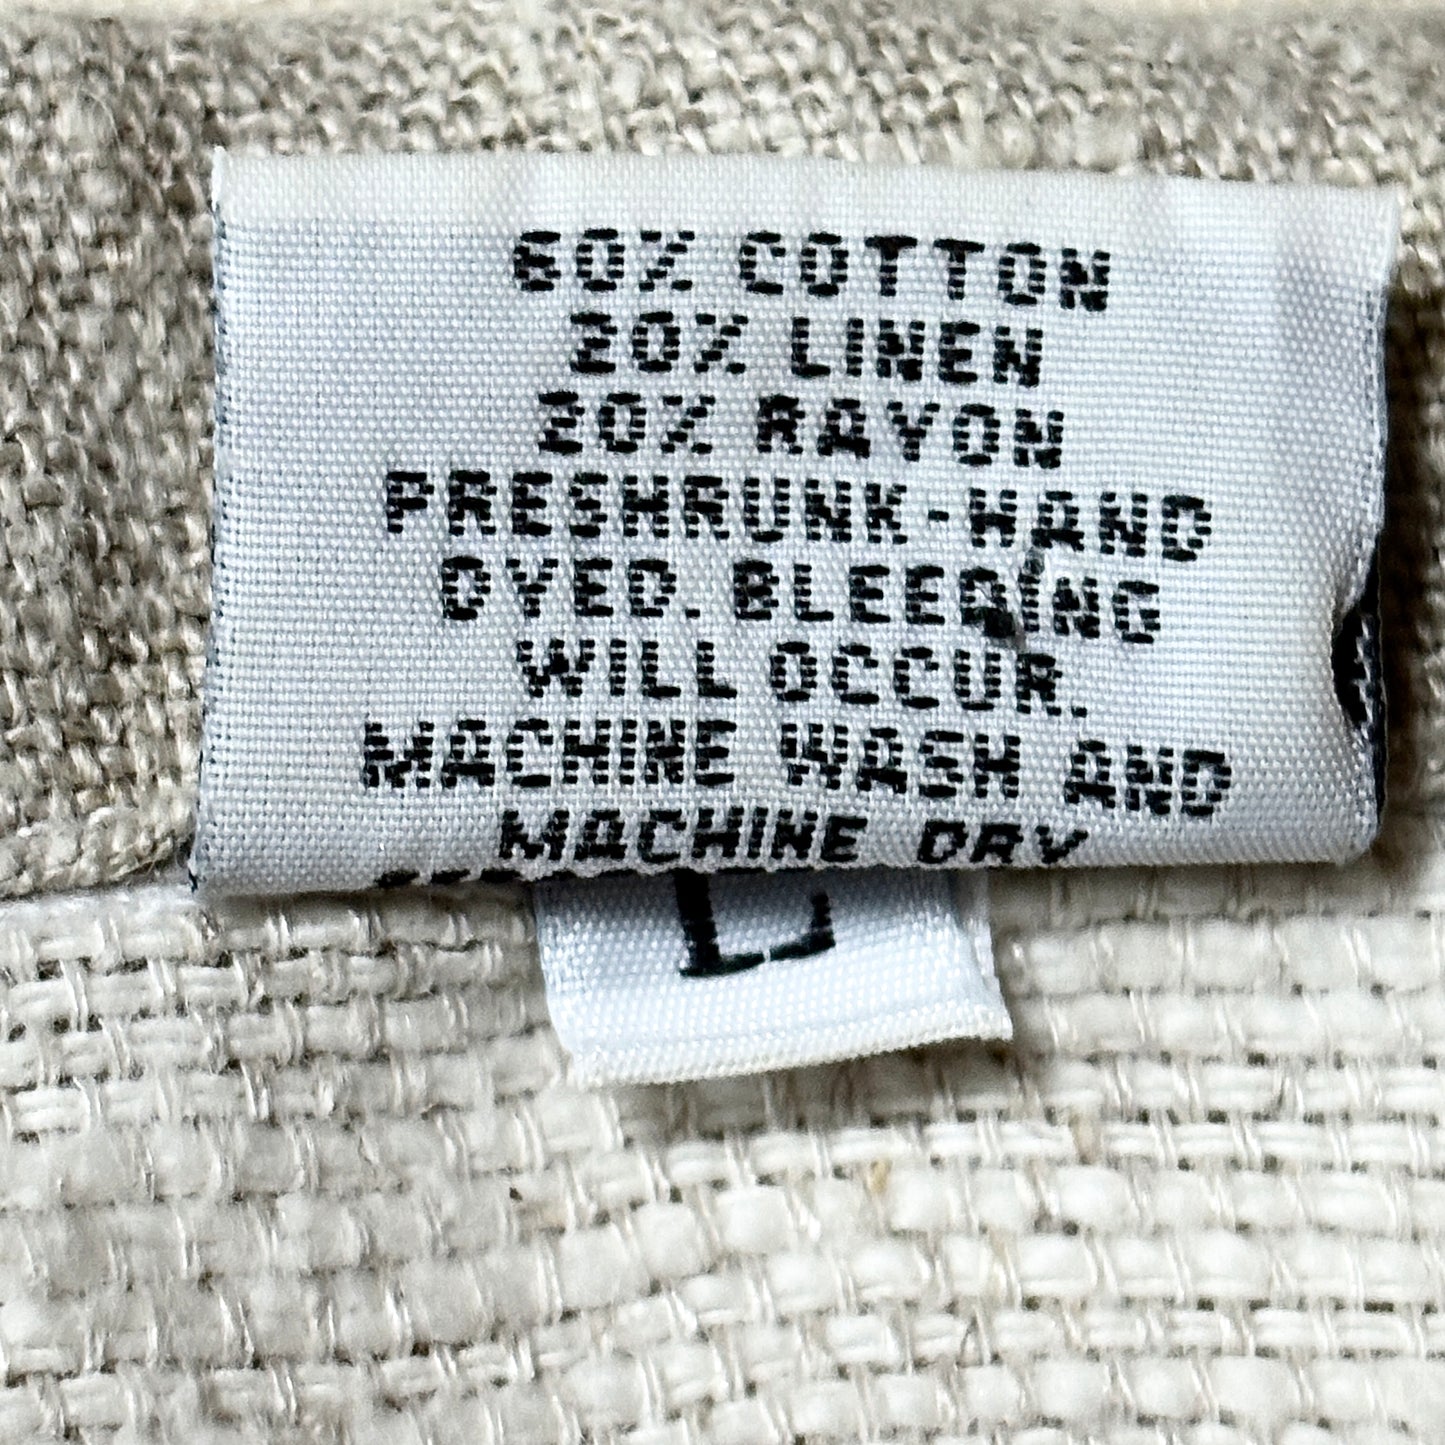 60% COTTON
20% LINEN
20% RAYON
PRESHRUNK-HAND
DYED. BLEEDING
WILL OCCUR.
MACHINE WASH AND
MACHINE DRY
L